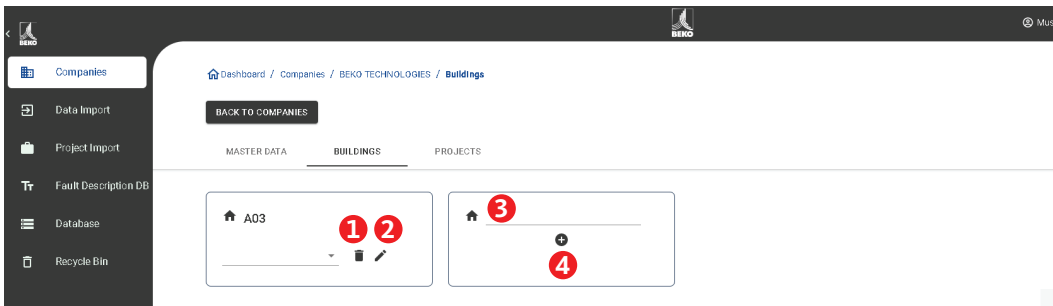 BEKO
BEKO
Mus
Companies
Data Import
Project Import
Fault Description DB
Database
Recycle Bin
Dashboard / Companies / BEKO TECHNOLOGIES / Buildings
BACK TO COMPANIES
MASTER DATA BUILDINGS PROJECTS
A03
1 2
3
4